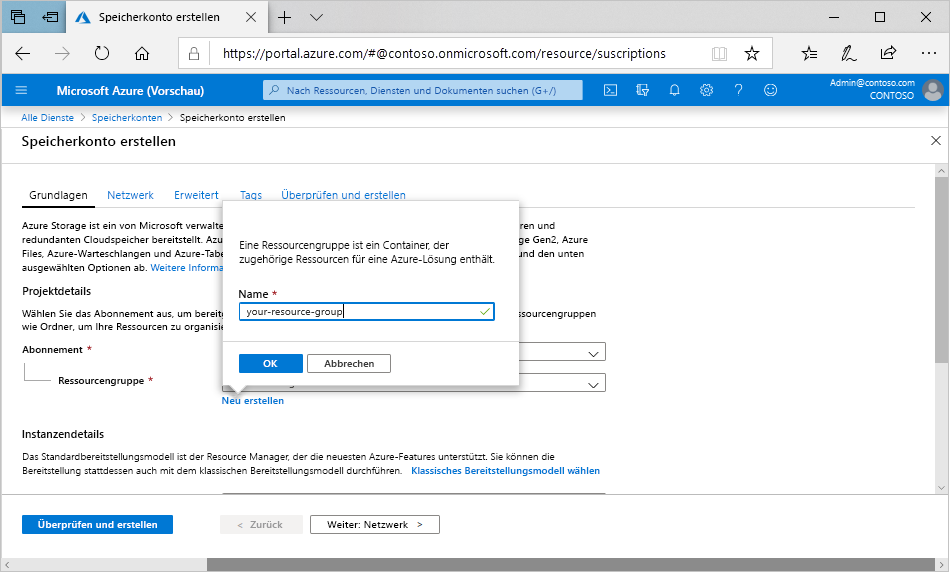 Speicherkonto erstellen
https://portal.azure.com/#@contoso.onmicrosoft.com/resource/suscriptions
Microsoft Azure (Vorschau)
Nach Ressourcen, Diensten und Dokumenten suchen (G+/)
Admin@contoso.com
CONTOSO
Alle Dienste > Speicherkonten > Speicherkonto erstellen
Speicherkonto erstellen
Grundlagen Netzwerk Erweitert Tags Überprüfen und erstellen
Azure Storage ist ein von Microsoft verwalte ren und
redundanten Cloudspeicher bereitstellt. Azu ge Gen2, Azure
Files, Azure-Warteschlangen und Azure-Tabe und den unten
ausgewählten Optionen ab. Weitere Informa
Eine Ressourcengruppe ist ein Container, der
zugehörige Ressourcen für eine Azure-Lösung enthält.
Name *
your-resource-group
OK Abbrechen
Projektdetails
Wählen Sie das Abonnement aus, um bereitg ssourcengruppen
wie Ordner, um Ihre Ressourcen zu organisie
Abonnement *
Ressourcengruppe *
Neu erstellen
Instanzendetails
Das Standardbereitstellungsmodell ist der Resource Manager, der die neuesten Azure-Features unterstützt. Sie können die
Bereitstellung stattdessen auch mit dem klassischen Bereitstellungsmodell durchführen. Klassisches Bereitstellungsmodell wählen
Überprüfen und erstellen < Zurück Weiter: Netzwerk >